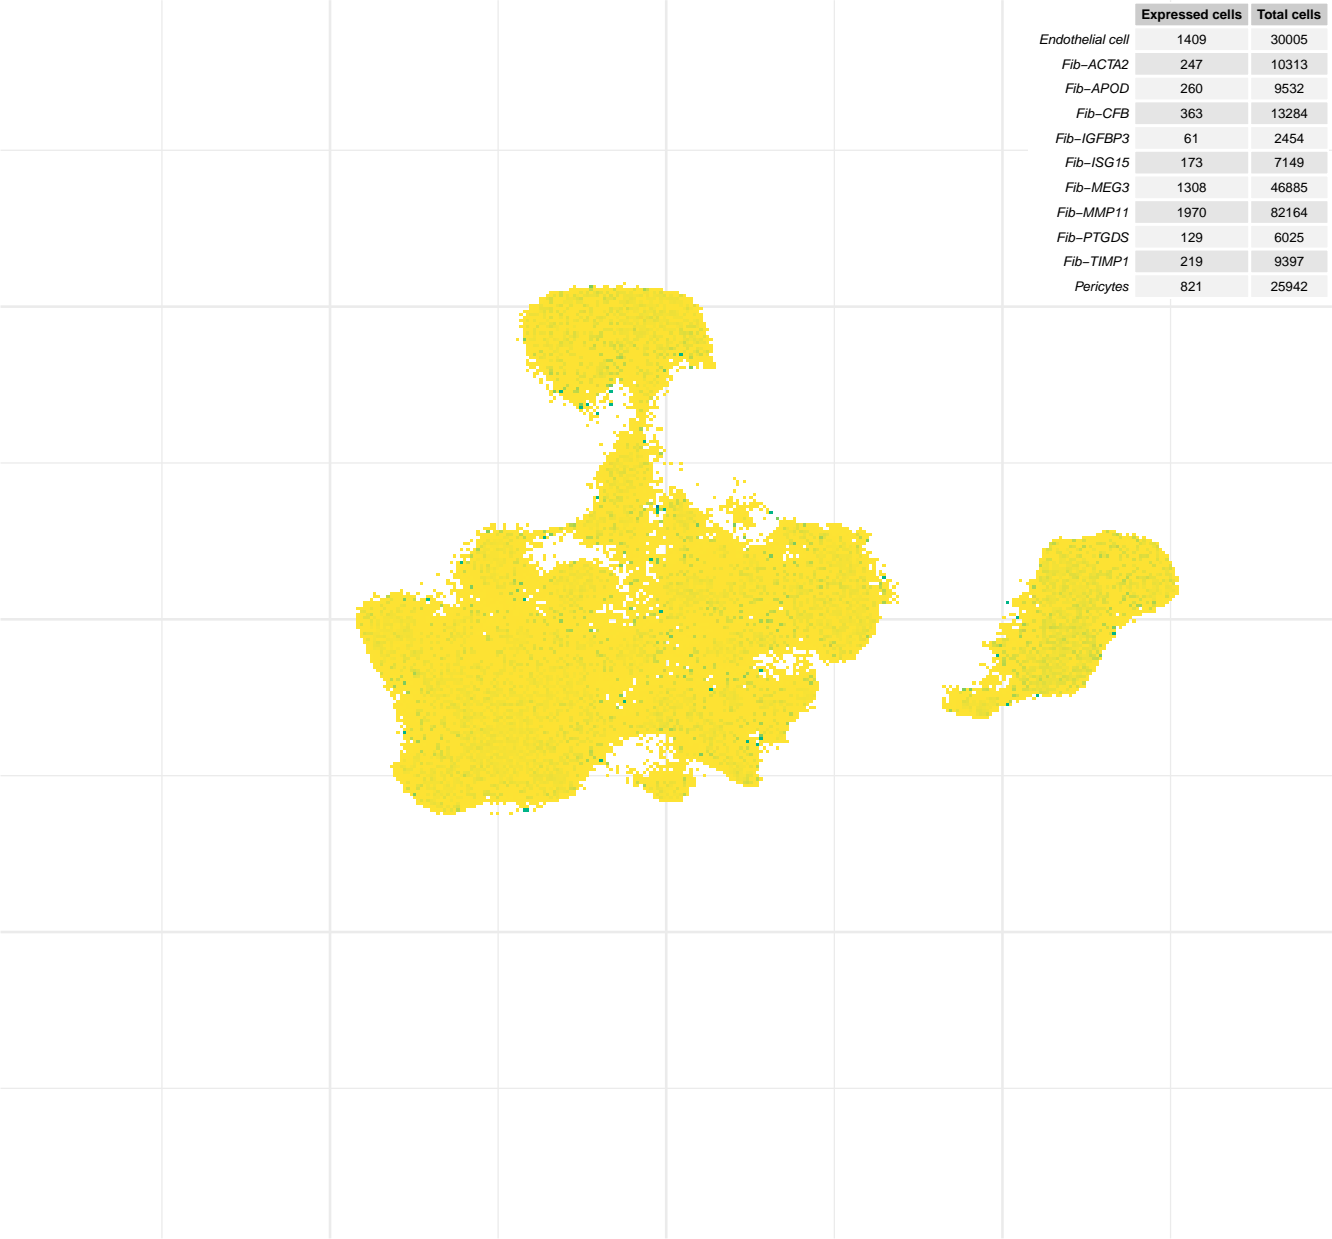 Expressed cells Total cells
Endothelial cell 1409 30005
Fib−ACTA2 247 10313
Fib−APOD 260 9532
Fib−CFB 363 13284
Fib−IGFBP3 61 2454
Fib−ISG15 173 7149
Fib−MEG3 1308 46885
Fib−MMP11 1970 82164
Fib−PTGDS 129 6025
Fib−TIMP1 219 9397
Pericytes 821 25942